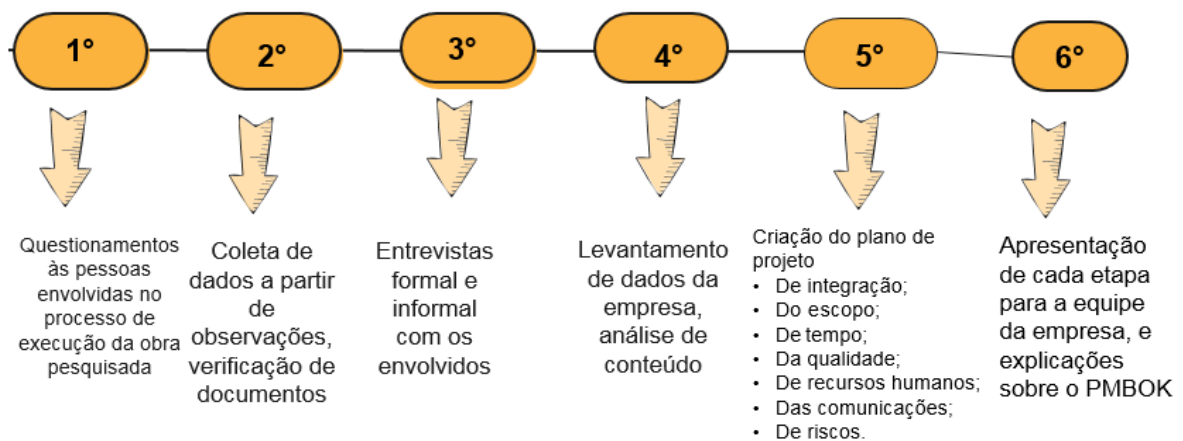 1°
2°
3°
4°
5°
6°
Questionamentos
às pessoas
envolvidas no
processo de
execução da obra
pesquisada
Coleta de
dados a partir
de
observações,
verificação de
documentos
Entrevistas
formal e
informal
com os
envolvidos
Levantamento
de dados da
empresa,
análise de
conteúdo
Criação do plano de
projeto
• De integração;
• Do escopo;
• De tempo;
• Da qualidade;
• De recursos humanos;
• Das comunicações;
• De riscos.
Apresentação
de cada etapa
para a equipe
da empresa, e
explicações
sobre o PMBOK